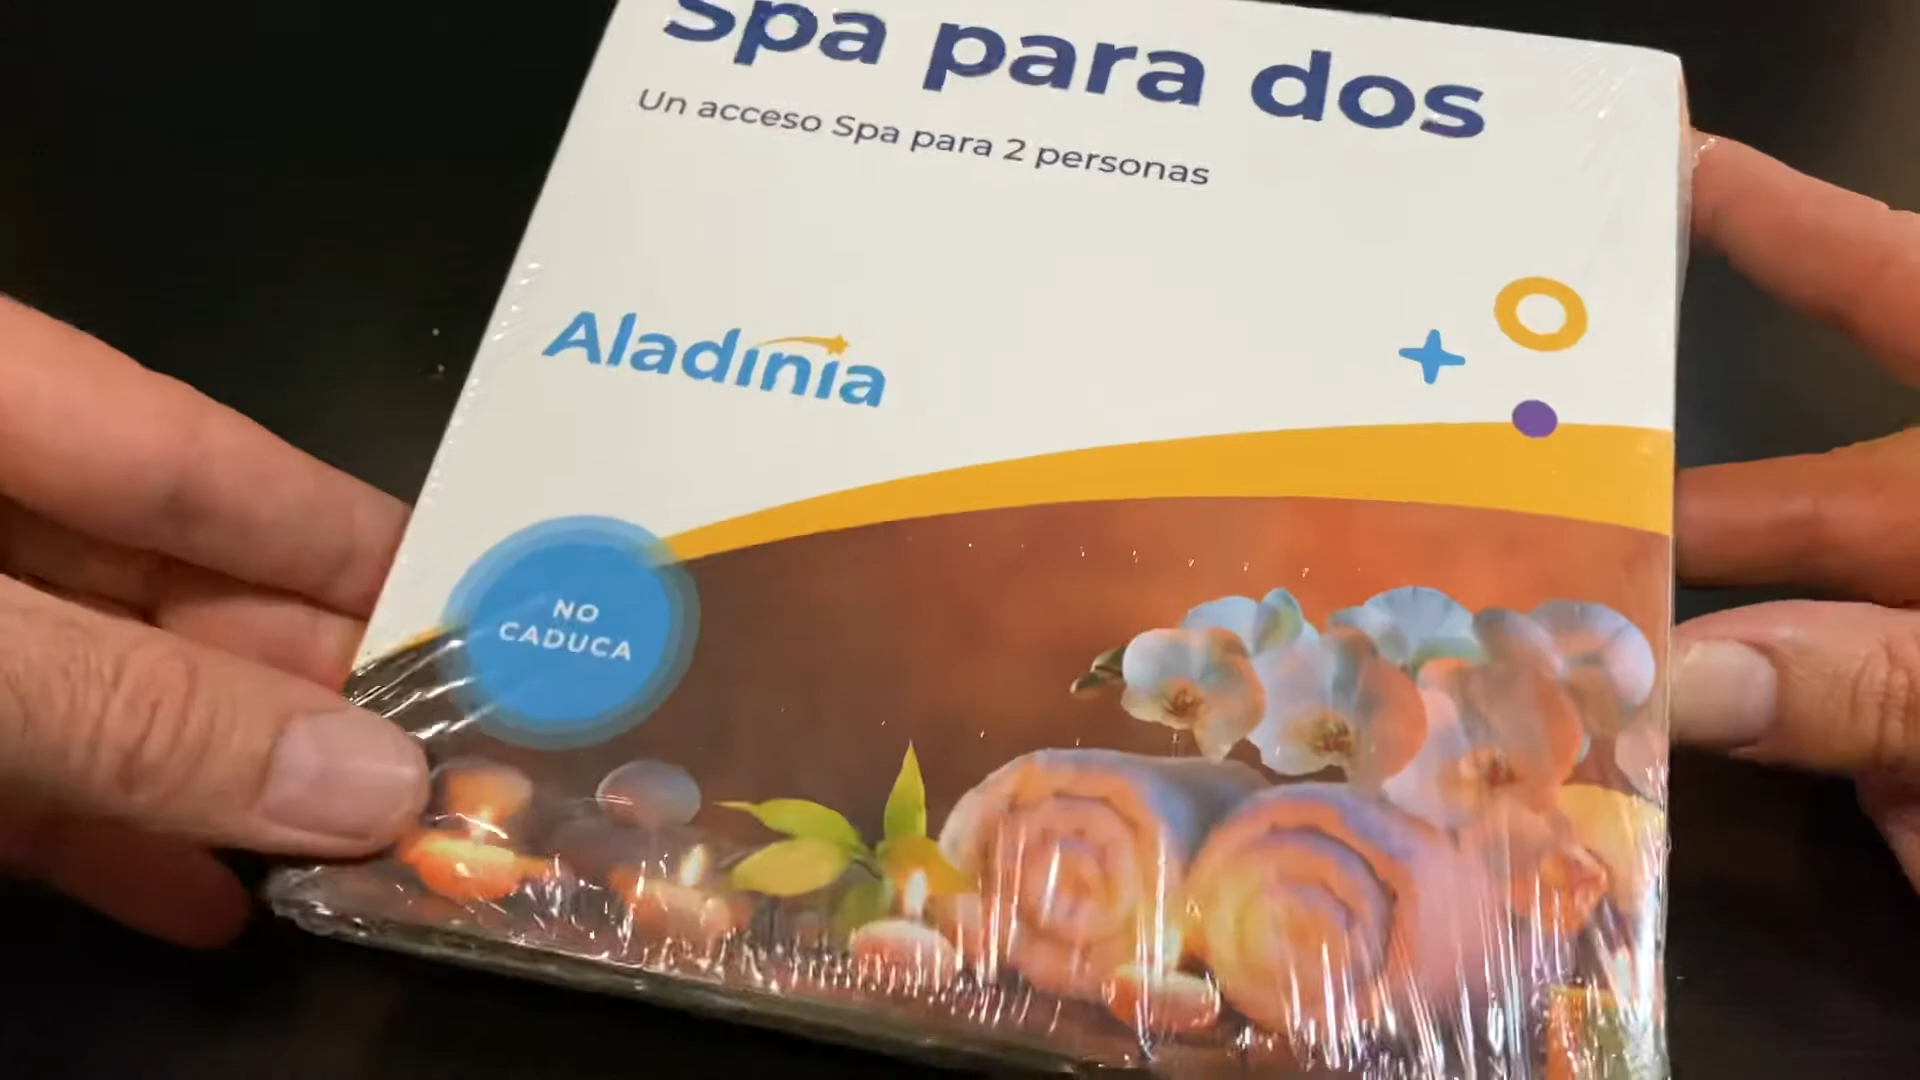 Spa para dos
Un acceso Spa para 2 personas
Aladinia
NO
CADUCA